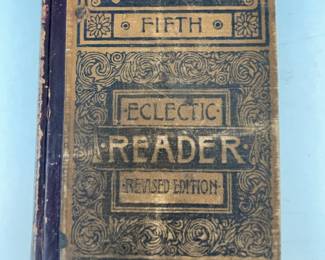 FIFTH
ECLECTIC
READER
REVISED EDITION